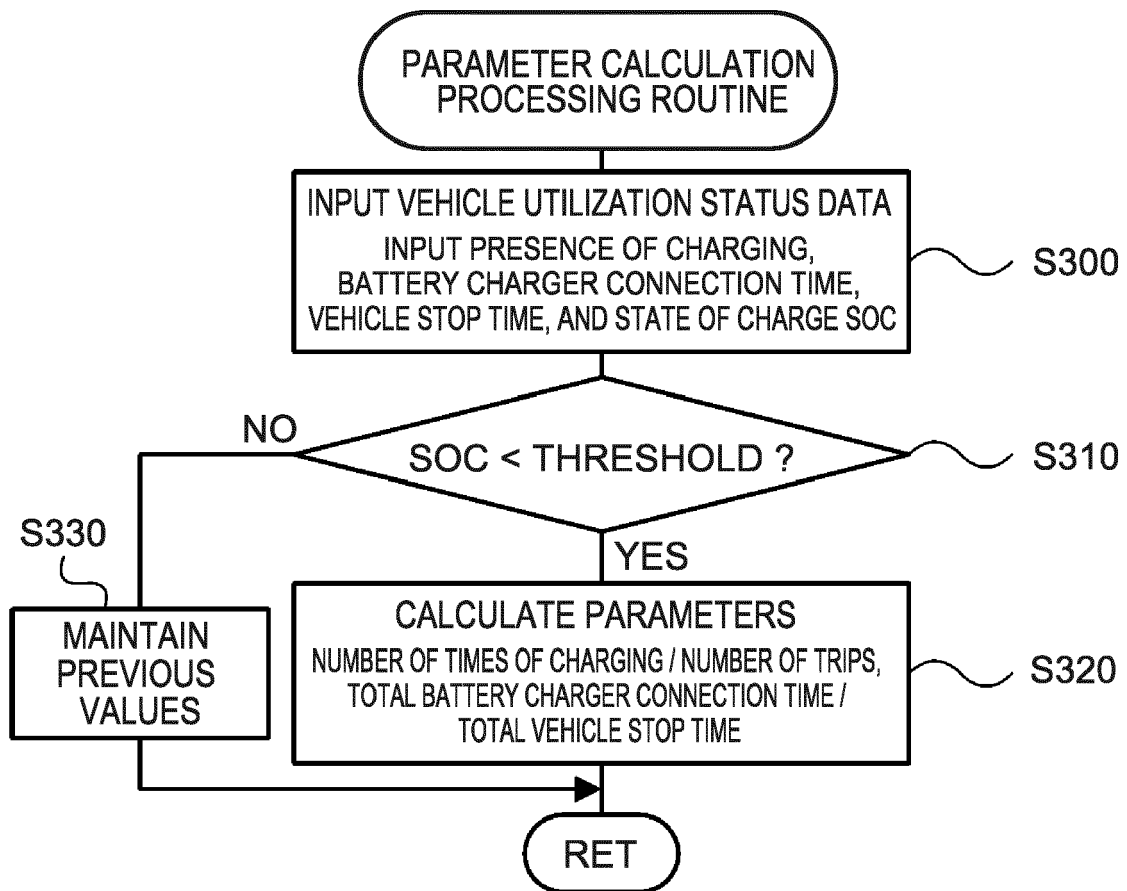 PARAMETER CALCULATION
PROCESSING ROUTINE
INPUT VEHICLE UTILIZATION STATUS DATA
INPUT PRESENCE OF CHARGING,
BATTERY CHARGER CONNECTION TIME,
VEHICLE STOP TIME, AND STATE OF CHARGE SOC
S300
NO
SOC < THRESHOLD ?
S310
S330
YES
MAINTAIN
PREVIOUS
VALUES
CALCULATE PARAMETERS
NUMBER OF TIMES OF CHARGING / NUMBER OF TRIPS,
TOTAL BATTERY CHARGER CONNECTION TIME /
TOTAL VEHICLE STOP TIME
S320
RET